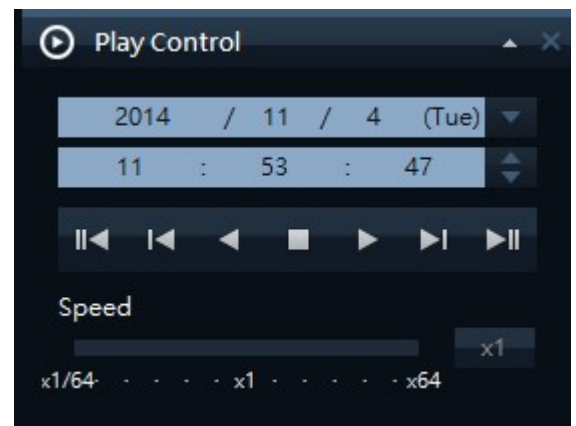 Play Control
2014 / 11 / 4 (Tue)
11 : 53 : 47
Speed
x1
x1/64 x1 x64